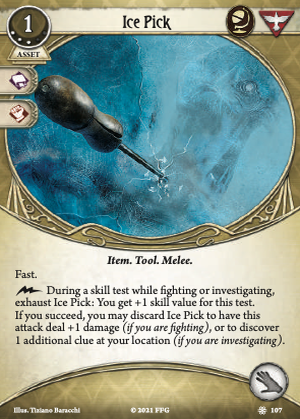 1
Ice Pick
ASSET
Item. Tool. Melee.
Fast.
During a skill test while fighting or investigating,
exhaust Ice Pick: You get +1 skill value for this test.
If you succeed, you may discard Ice Pick to have this
attack deal +1 damage (if you are fighting), or to discover
1 additional clue at your location (if you are investigating).
Illus. Tiziano Baracchi
© 2021 FFG
107